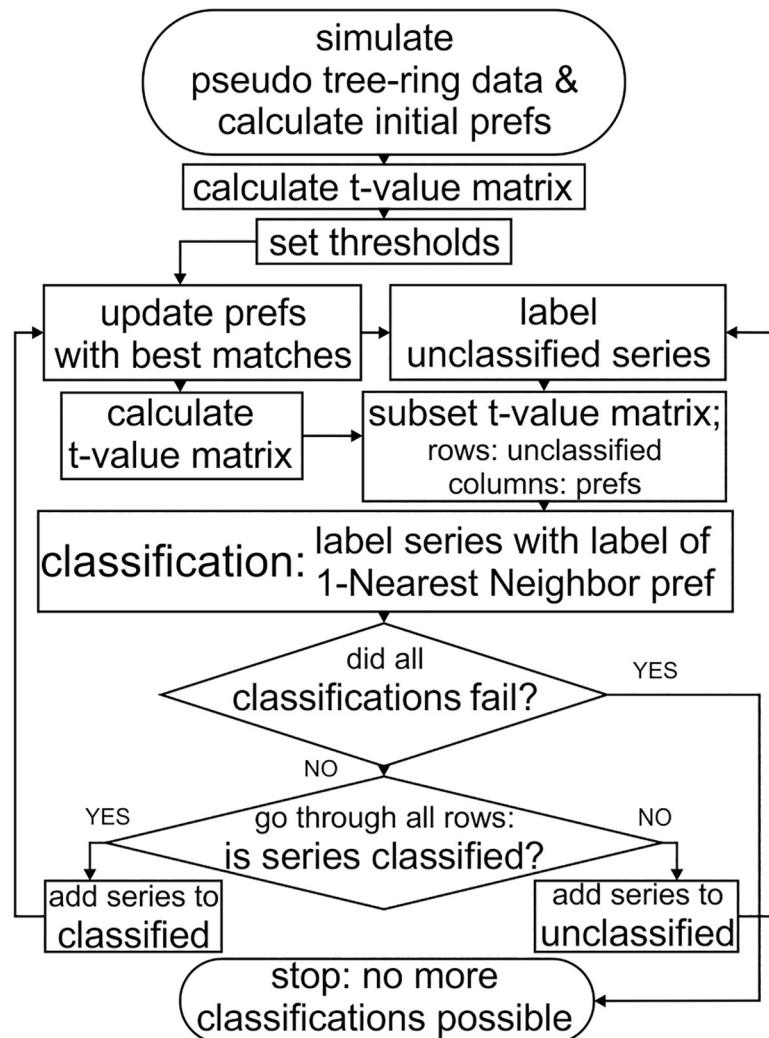 simulate
pseudo tree-ring data &
calculate initial prefs
calculate t-value matrix
set thresholds
update prefs
with best matches
label
unclassified series
calculate
t-value matrix
subset t-value matrix;
rows: unclassified
columns: prefs
classification:
label series with label of
1-Nearest Neighbor pref
did all
classifications fail?
YES
NO
go through all rows:
is series classified?
YES
NO
add series to
classified
add series to
unclassified
stop: no more
classifications possible